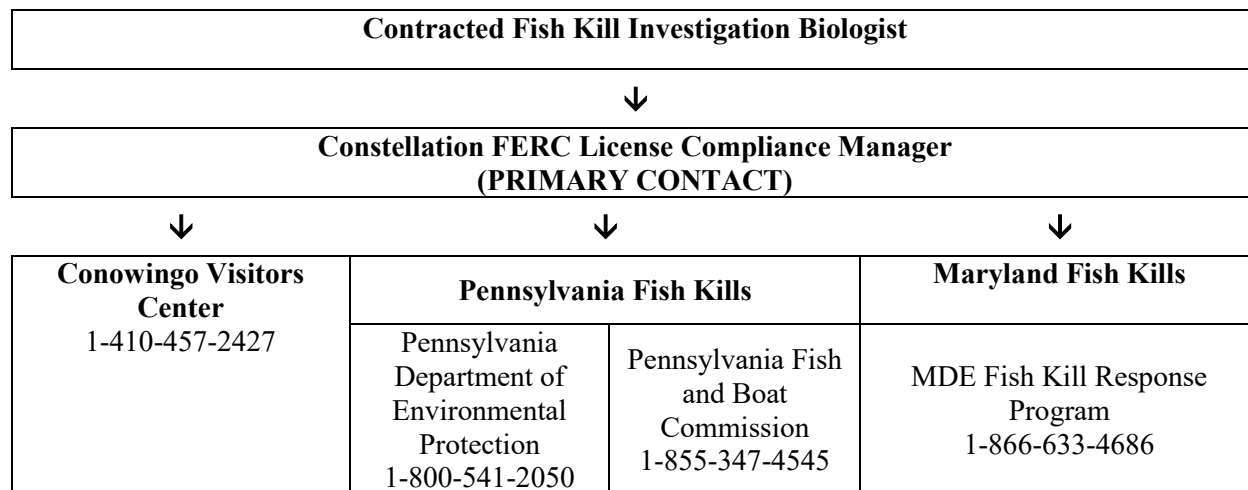 Contracted Fish Kill Investigation Biologist
Constellation FERC License Compliance Manager
(PRIMARY CONTACT)
Conowingo Visitors
Center
1-410-457-2427
Pennsylvania Fish Kills
Pennsylvania
Department of
Environmental
Protection
1-800-541-2050
Pennsylvania Fish
and Boat
Commission
1-855-347-4545
Maryland Fish Kills
MDE Fish Kill Response
Program
1-866-633-4686